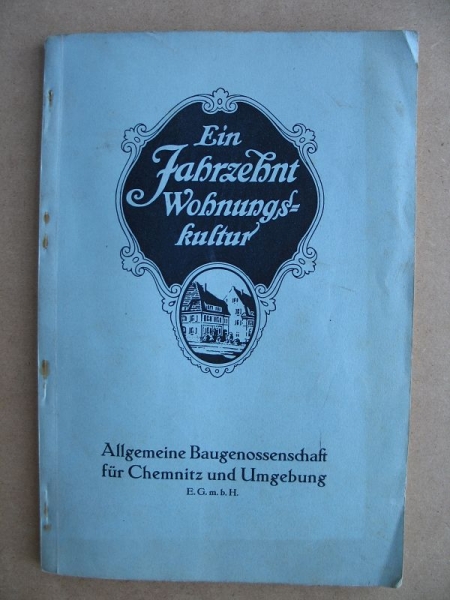 Ein
Jahrzehnt
Wohnungs=
kultur
Allgemeine Baugenossenschaft
für Chemnitz und Umgebung
E. G. m. b. H.